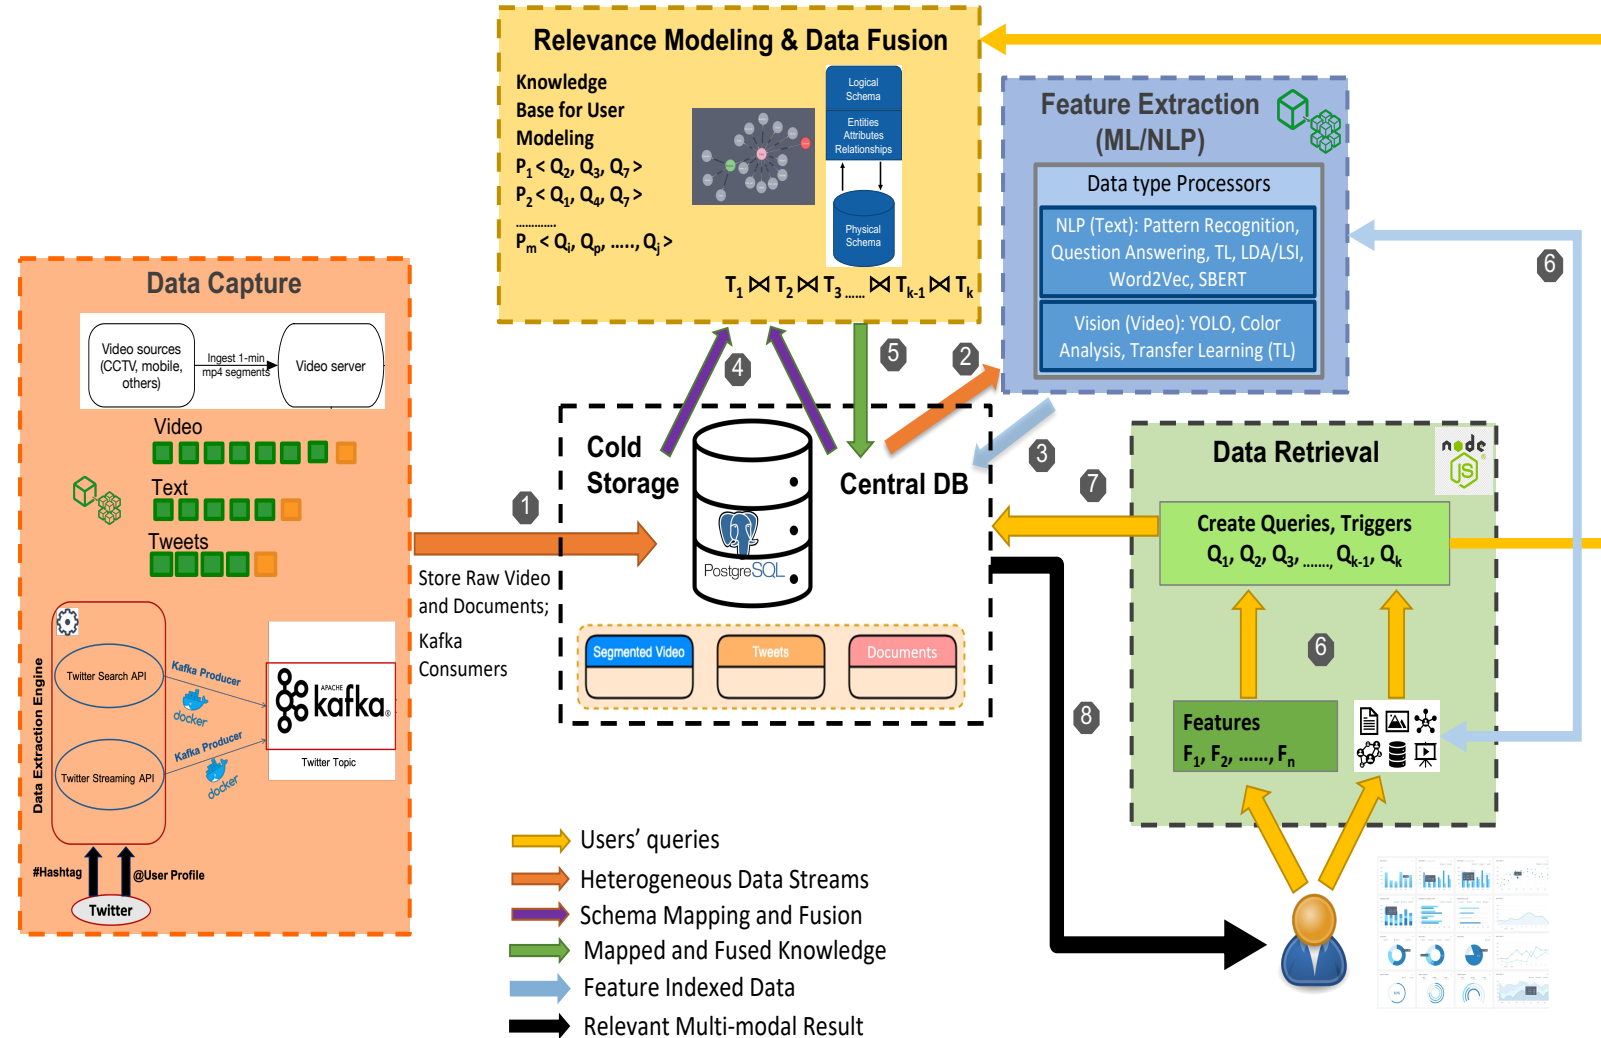 Relevance Modeling & Data Fusion
Knowledge
Base for User
Modeling
P1 < Q2, Q3, Q7 >
P2 < Q1, Q4, Q7 >
.............
Pm < Qi, Qp, ....., Qj >
Logical
Schema
Entities
Attributes
Relationships
Physical
Schema
T1 ⋈ T2 ⋈ T3 ...... ⋈ Tk-1 ⋈ Tk
Feature Extraction
(ML/NLP)
Data type Processors
NLP (Text): Pattern Recognition,
Question Answering, TL, LDA/LSI,
Word2Vec, SBERT
Vision (Video): YOLO, Color
Analysis, Transfer Learning (TL)
6
Data Capture
Video sources
(CCTV, mobile,
others)
Ingest 1-min
mp4 segments
Video server
Video
Text
Tweets
Data Extraction Engine
Twitter Search API
Twitter Streaming API
Kafka Producer
docker
Kafka Producer
docker
APACHE
kafka®
Twitter Topic
#Hashtag
@User Profile
Twitter
1
Store Raw Video
and Documents;
Kafka
Consumers
4
5
2
3
7
8
Cold
Storage
Central DB
PostgreSQL
Segmented Video
Tweets
Documents
Data Retrieval
node
JS
®
Create Queries, Triggers
Q1, Q2, Q3, ......., Qk-1, Qk
6
Features
F1, F2, ......, Fn
Users' queries
Heterogeneous Data Streams
Schema Mapping and Fusion
Mapped and Fused Knowledge
Feature Indexed Data
Relevant Multi-modal Result